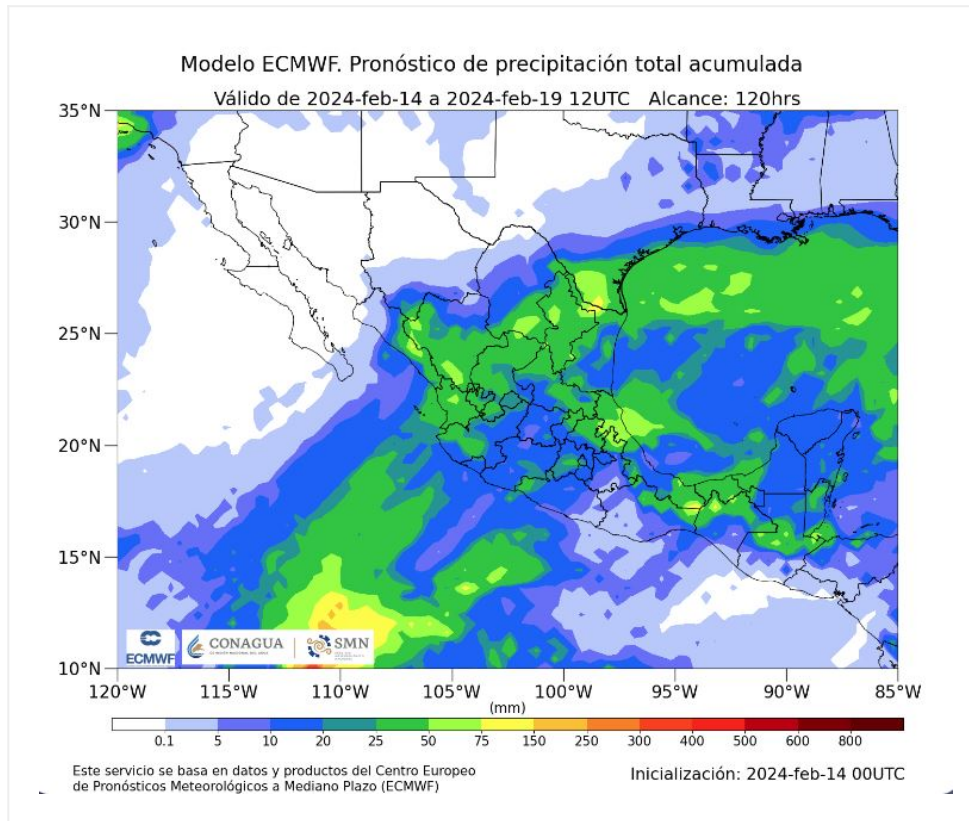 Modelo ECMWF. Pronóstico de precipitación total acumulada
Válido de 2024-feb-14 a 2024-feb-19 12UTC Alcance: 120hrs
35°N
30°N
25°N
20°N
15°N
10°N
ECMWF
CONAGUA
SMN
120°W 115°W 110°W 105°W 100°W 95°W 90°W 85°W
(mm)
0.1 5 10 20 25 50 75 150 250 300 400 500 600 800
Este servicio se basa en datos y productos del Centro Europeo
de Pronósticos Meteorológicos a Mediano Plazo (ECMWF)
Inicialización: 2024-feb-14 00UTC